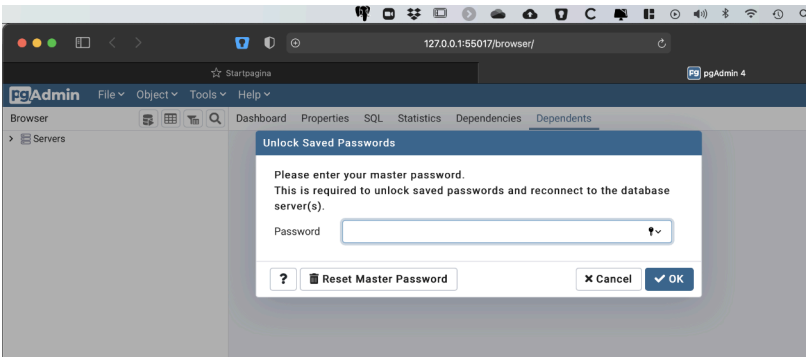 127.0.0.1:55017/browser/
Startpagina
Pg pgAdmin 4
pgAdmin File Object Tools Help
Browser Dashboard Properties SQL Statistics Dependencies Dependents
Servers
Unlock Saved Passwords
Please enter your master password.
This is required to unlock saved passwords and reconnect to the database
server(s).
Password
? Reset Master Password Cancel OK